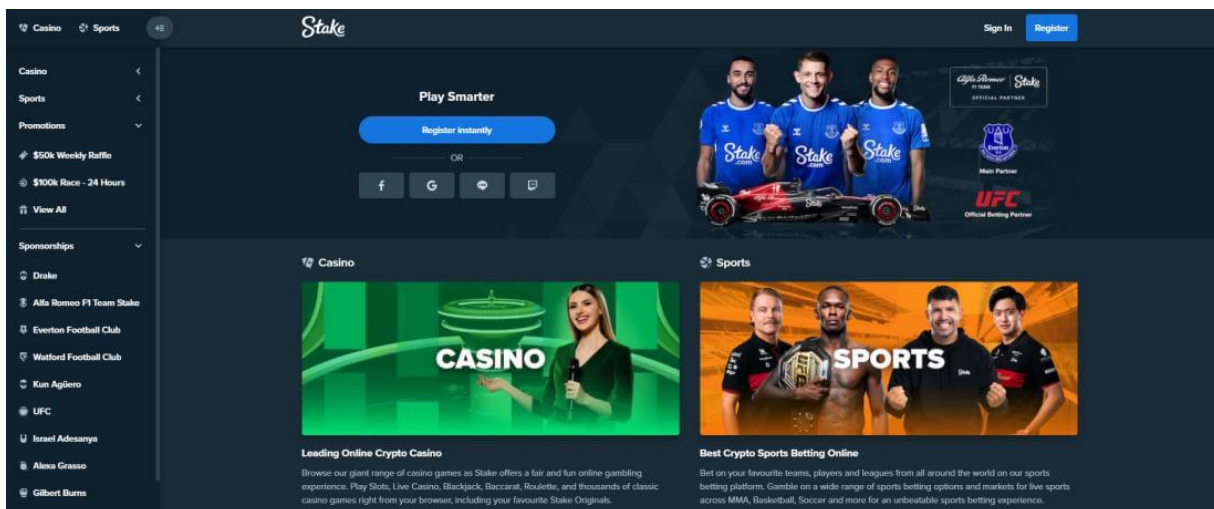 Casino
Sports
Stake
Sign In
Register
Casino
Sports
Promotions
$50k Weekly Raffle
$100k Race - 24 Hours
View All
Sponsorships
Drake
Alfa Romeo F1 Team Stake
Everton Football Club
Watford Football Club
Kun Agüero
UFC
Israel Adesanya
Alexa Grasso
Gilbert Burns
Play Smarter
Register instantly
OR
Stake
.com
Stake
.com
Stake
.com
Stake
Alfa Romeo
F1 TEAM
Stake
OFFICIAL PARTNER
Everton
Main Partner
UFC
Official Betting Partner
Casino
CASINO
Leading Online Crypto Casino
Browse our giant range of casino games as Stake offers a fair and fun online gambling
experience. Play Slots, Live Casino, Blackjack, Baccarat, Roulette, and thousands of classic
casino games right from your browser, including your favourite Stake Originals.
Sports
UFC
Stake
SPORTS
Best Crypto Sports Betting Online
Bet on your favourite teams, players and leagues from all around the world on our sports
betting platform. Gamble on a wide range of sports betting options and markets for live sports
across MMA, Basketball, Soccer and more for an unbeatable sports betting experience.